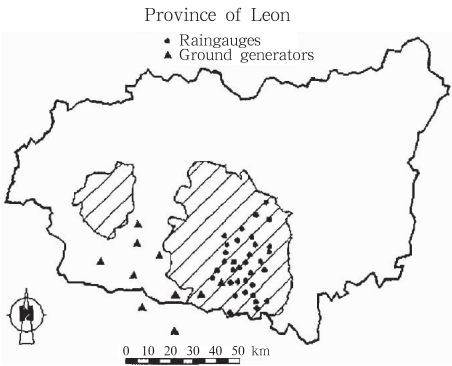 Province of Leon
Raingauges
Ground generators
N
0 10 20 30 40 50 km